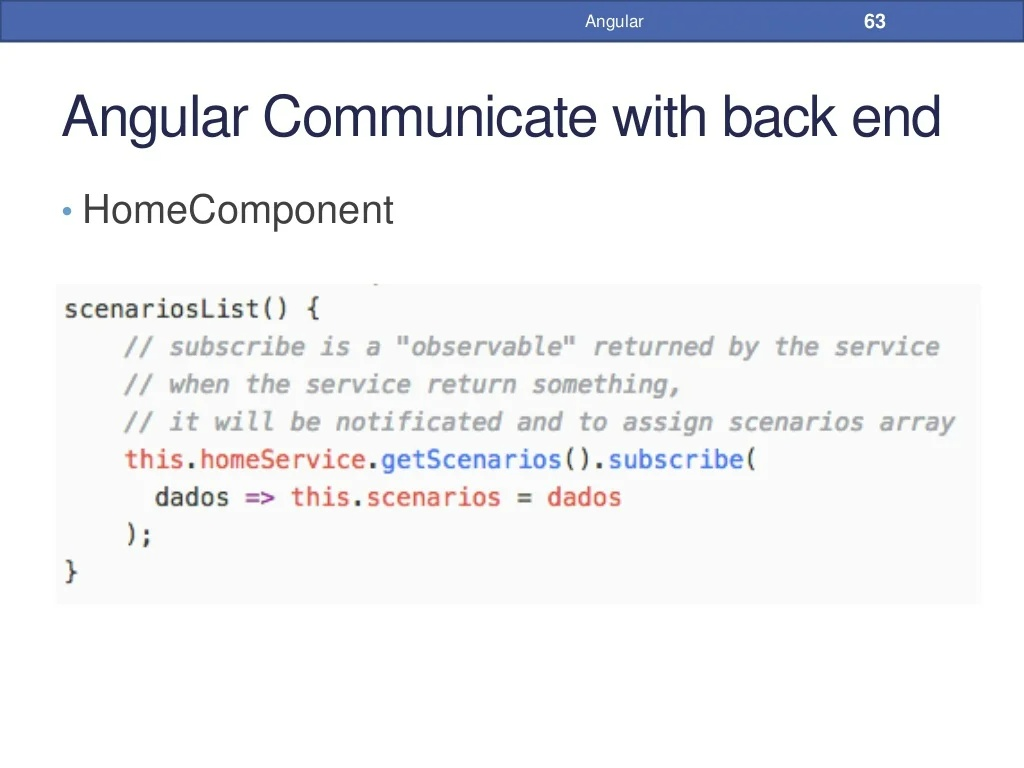 Angular 63
Angular Communicate with back end
• HomeComponent
scenariosList() {
    // subscribe is a "observable" returned by the service
    // when the service return something,
    // it will be notificated and to assign scenarios array
    this.homeService.getScenarios().subscribe(
      dados => this.scenarios = dados
    );
}